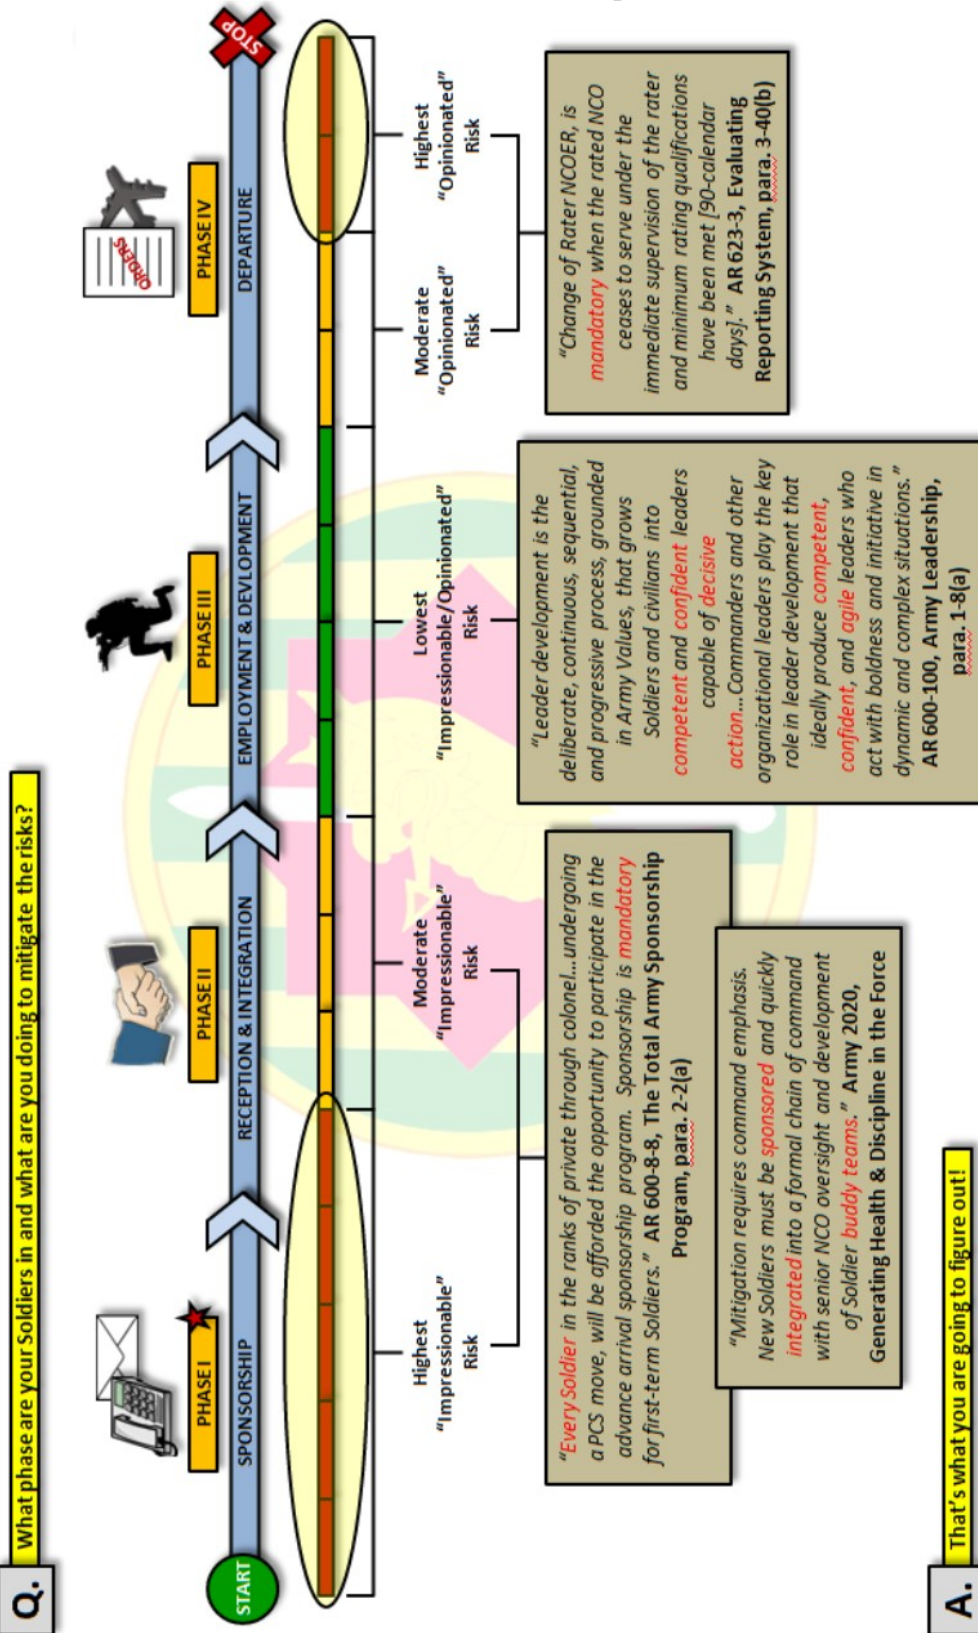 Q.
What phase are your Soldiers in and what are you doing to mitigate the risks?
ORDERS
PHASE I
PHASE II
PHASE III
PHASE IV
START
SPONSORSHIP
RECEPTION & INTEGRATION
EMPLOYMENT & DEVLOPMENT
DEPARTURE
STOP
Highest
“Impressionable”
Risk
Moderate
“Impressionable”
Risk
Lowest
“Impressionable/Opinionated”
Risk
Moderate
“Opinionated”
Risk
Highest
“Opinionated”
Risk
“Every Soldier in the ranks of private through colonel…undergoing
a PCS move, will be afforded the opportunity to participate in the
advance arrival sponsorship program. Sponsorship is mandatory
for first-term Soldiers.” AR 600-8-8, The Total Army Sponsorship
Program, para. 2-2(a)
“Mitigation requires command emphasis.
New Soldiers must be sponsored and quickly
integrated into a formal chain of command
with senior NCO oversight and development
of Soldier buddy teams.” Army 2020,
Generating Health & Discipline in the Force
“Leader development is the
deliberate, continuous, sequential,
and progressive process, grounded
in Army Values, that grows
Soldiers and civilians into
competent and confident leaders
capable of decisive
action…Commanders and other
organizational leaders play the key
role in leader development that
ideally produce competent,
confident, and agile leaders who
act with boldness and initiative in
dynamic and complex situations.”
AR 600-100, Army Leadership,
para. 1-8(a)
“Change of Rater NCOER, is
mandatory when the rated NCO
ceases to serve under the
immediate supervision of the rater
and minimum rating qualifications
have been met [90-calendar
days].” AR 623-3, Evaluating
Reporting System, para. 3-40(b)
A.
That’s what you are going to figure out!